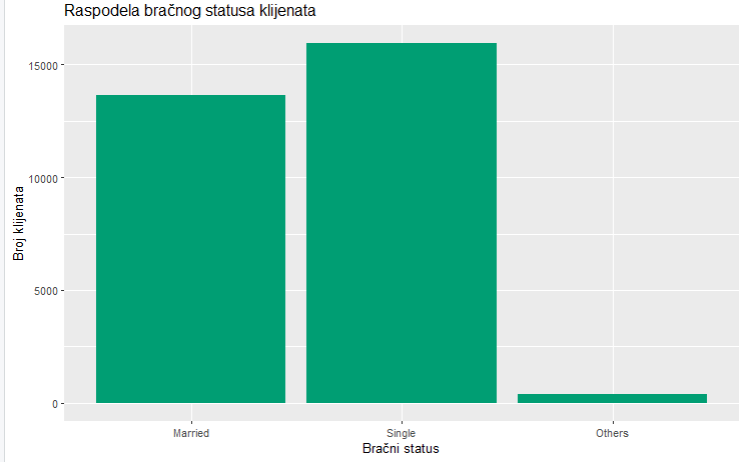 Raspodela bračnog statusa klijenata
Broj klijenata
15000
10000
5000
0
Married Single Others
Bračni status